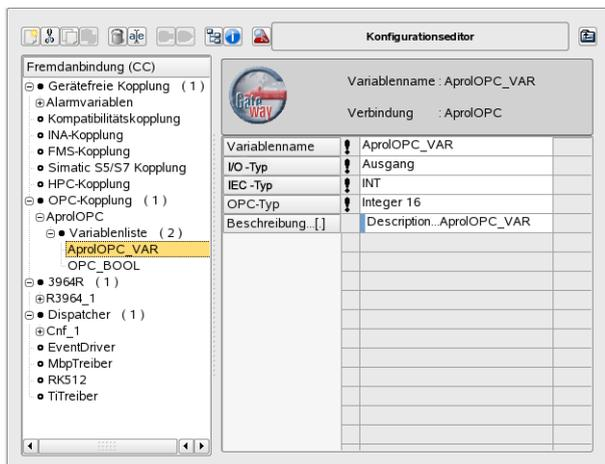 Konfigurationseditor
Fremdanbindung (CC)
Gerätefreie Kopplung (1)
Alarmvariablen
Kompatibilitätskopplung
INA-Kopplung
FMS-Kopplung
Simatic S5/S7 Kopplung
HPC-Kopplung
OPC-Kopplung (1)
AprolOPC
Variablenliste (2)
AprolOPC_VAR
OPC_BOOL
3964R (1)
R3964_1
Dispatcher (1)
Cnf_1
EventDriver
MbpTreiber
RK512
TiTreiber
Gate way
Variablenname : AprolOPC_VAR
Verbindung : AprolOPC
Variablenname ! AprolOPC_VAR
I/O -Typ ! Ausgang
IEC -Typ ! INT
OPC-Typ ! Integer 16
Beschreibung...[.] Description...AprolOPC_VAR